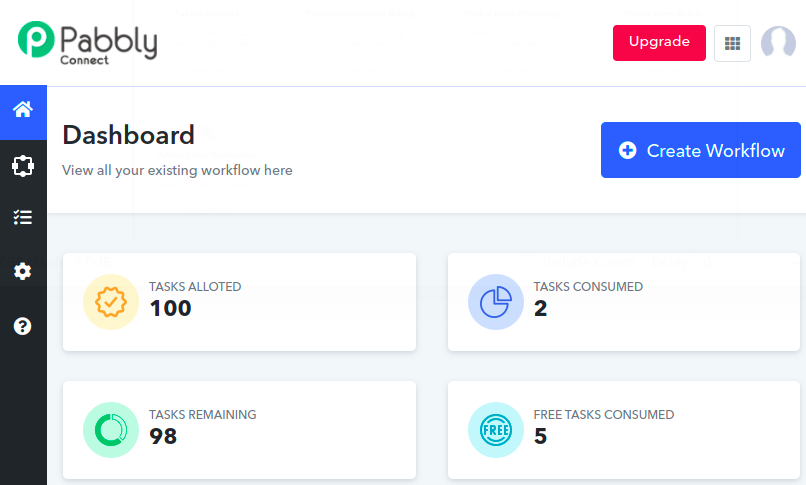 Pabbly
Connect
Upgrade
Dashboard
View all your existing workflow here
Create Workflow
TASKS ALLOTED
100
TASKS CONSUMED
2
TASKS REMAINING
98
FREE
FREE TASKS CONSUMED
5